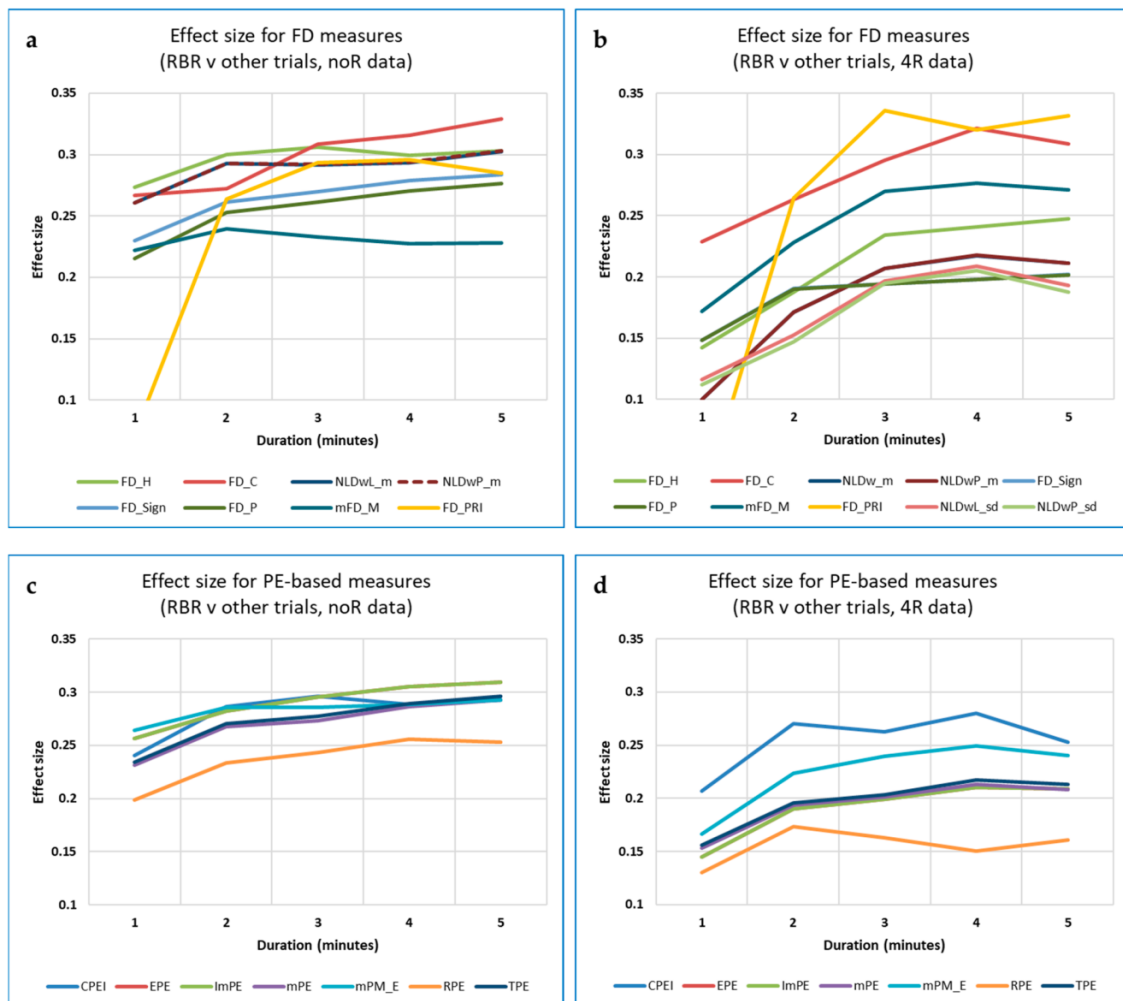 a
Effect size for FD measures
(RBR v other trials, noR data)
Effect size
0.35
0.3
0.25
0.2
0.15
0.1
1 2 3 4 5
Duration (minutes)
FD_H FD_C NLDwL_m NLDwP_m
FD_Sign FD_P mFD_M FD_PRI
b
Effect size for FD measures
(RBR v other trials, 4R data)
Effect size
0.35
0.3
0.25
0.2
0.15
0.1
1 2 3 4 5
Duration (minutes)
FD_H FD_C NLDw_m NLDwP_m FD_Sign
FD_P mFD_M FD_PRI NLDwL_sd NLDwP_sd
c
Effect size for PE-based measures
(RBR v other trials, noR data)
Effect size
0.35
0.3
0.25
0.2
0.15
0.1
1 2 3 4 5
Duration (minutes)
CPEI EPE ImPE mPE mPM_E RPE TPE
d
Effect size for PE-based measures
(RBR v other trials, 4R data)
Effect size
0.35
0.3
0.25
0.2
0.15
0.1
1 2 3 4 5
Duration (minutes)
CPEI EPE ImPE mPE mPM_E RPE TPE